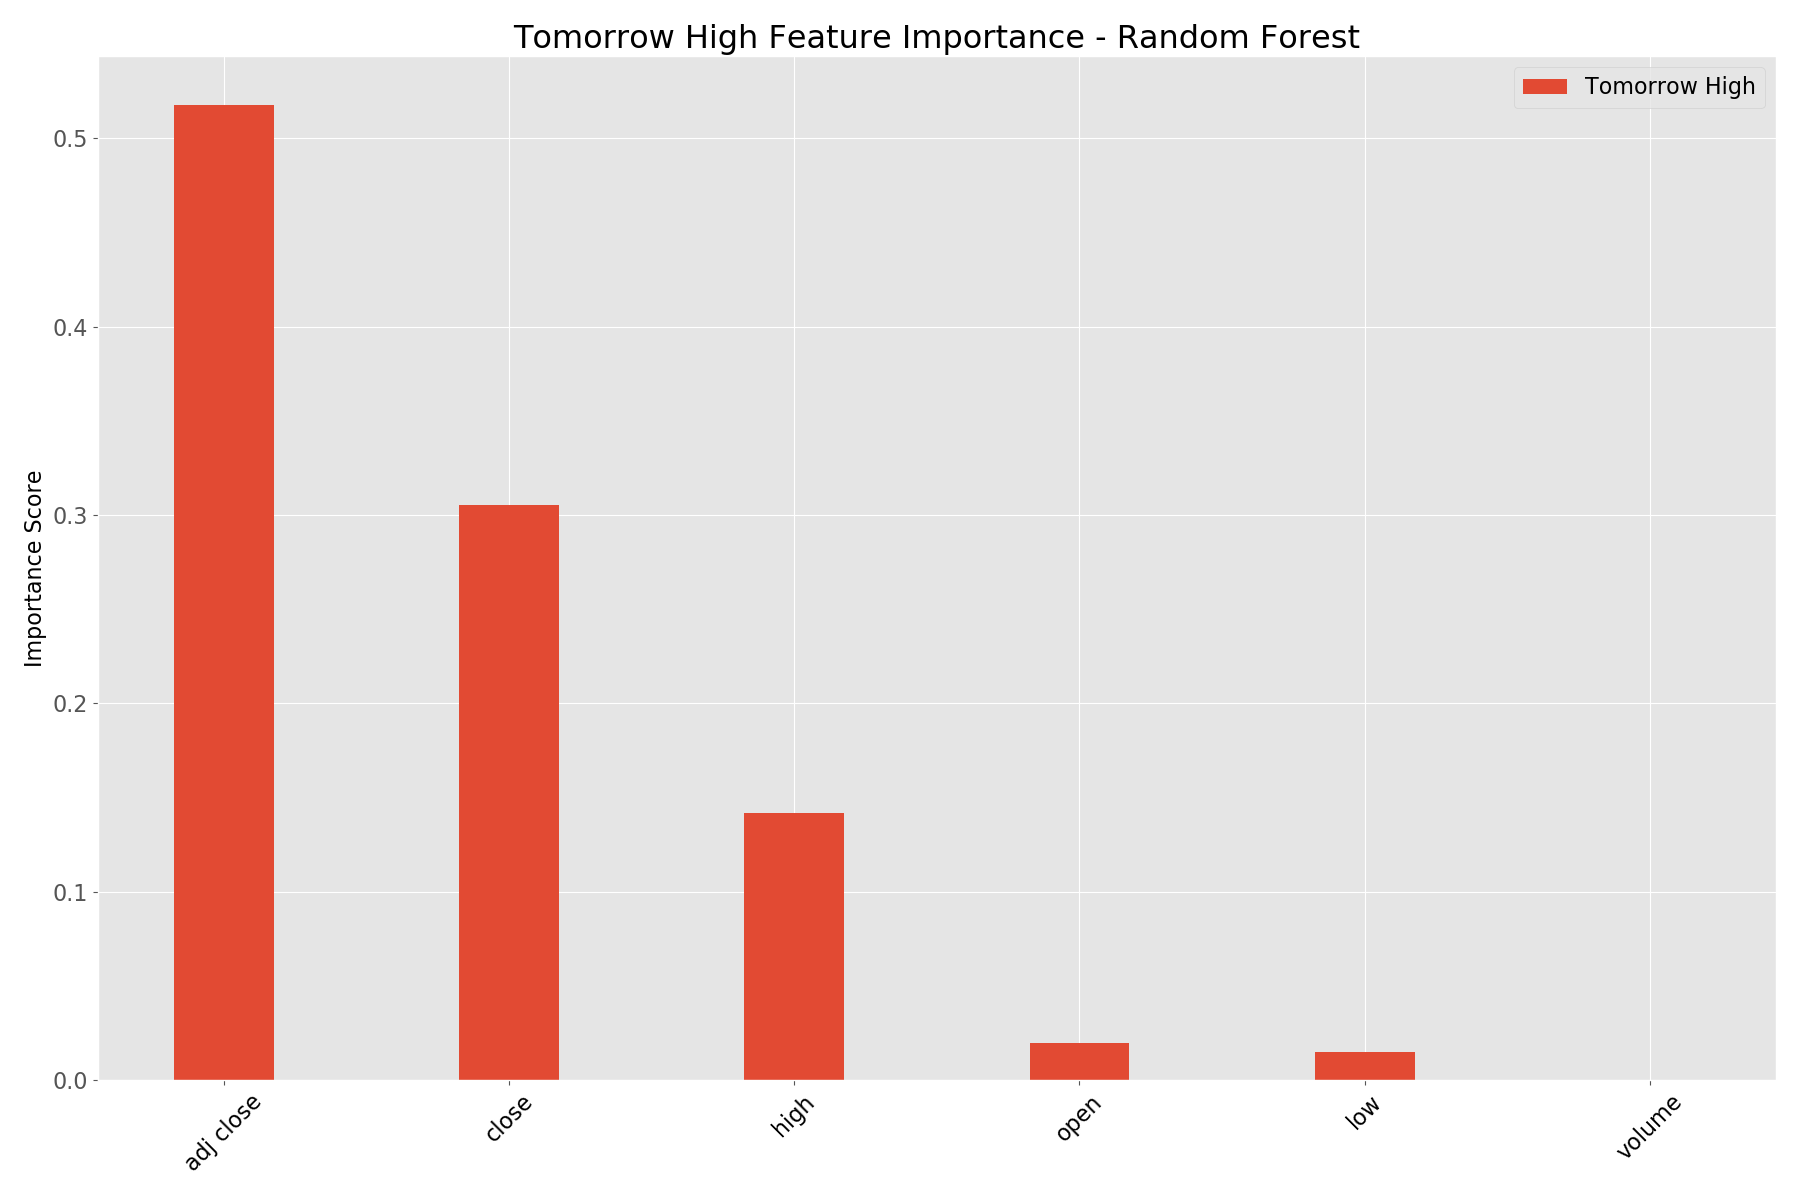 Tomorrow High Feature Importance - Random Forest
Tomorrow High
Importance Score
0.5
0.4
0.3
0.2
0.1
0.0
adj close
close
high
open
low
volume